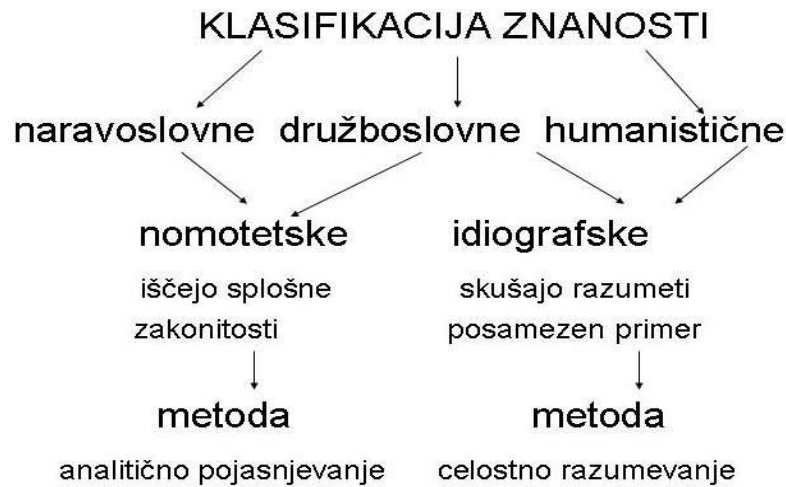 KLASIFIKACIJA ZNANOSTI
naravoslovne družboslovne humanistične
nomotetske idiografske
iščejo splošne skušajo razumeti
zakonitosti posamezen primer
metoda metoda
analitično pojasnjevanje celostno razumevanje